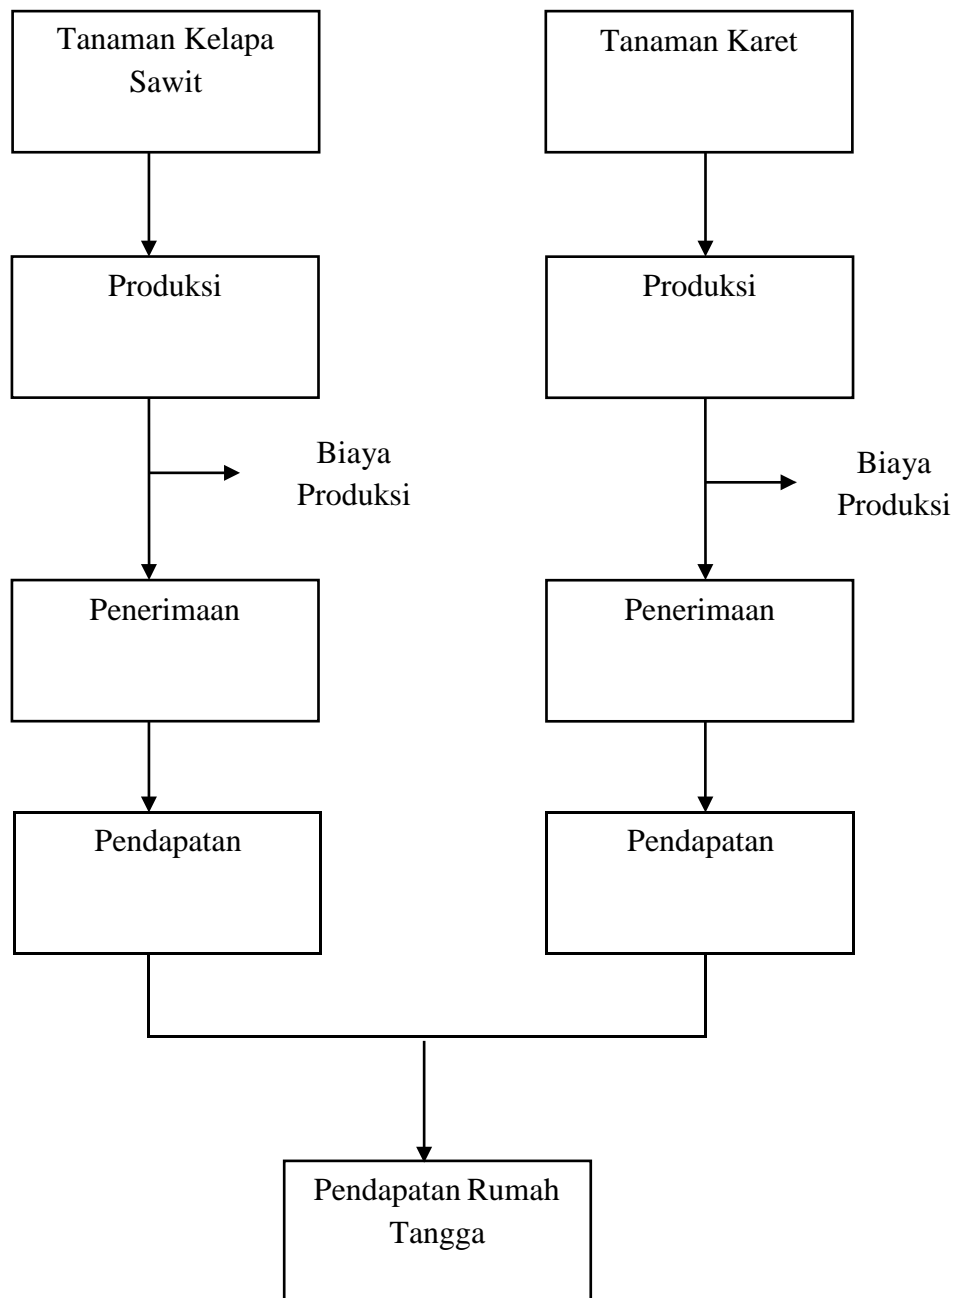 Tanaman Kelapa
Sawit
Tanaman Karet
Produksi
Produksi
Biaya
Produksi
Biaya
Produksi
Penerimaan
Penerimaan
Pendapatan
Pendapatan
Pendapatan Rumah
Tangga